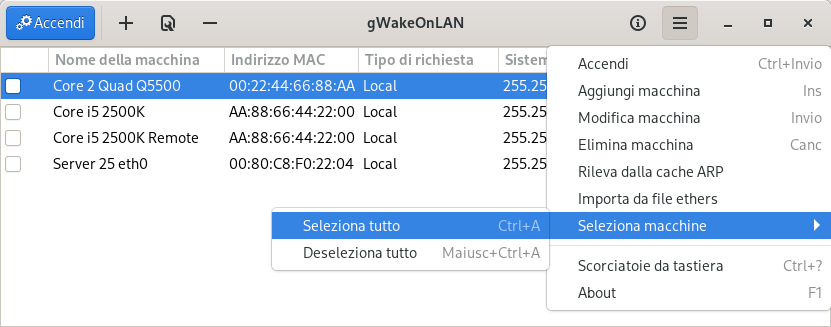 Accendi
gWakeOnLAN
Nome della macchina Indirizzo MAC Tipo di richiesta Sistem
Core 2 Quad Q5500 00:22:44:66:88:AA Local 255.25
Core i5 2500K AA:88:66:44:22:00 Local 255.25
Core i5 2500K Remote AA:88:66:44:22:00 Local 255.25
Server 25 eth0 00:80:C8:F0:22:04 Local 255.25
Accendi Ctrl+Invio
Aggiungi macchina Ins
Modifica macchina Invio
Elimina macchina Canc
Rileva dalla cache ARP
Importa da file ethers
Seleziona macchine
Seleziona tutto Ctrl+A
Deseleziona tutto Maiusc+Ctrl+A
Scorciatoie da tastiera Ctrl+?
About F1